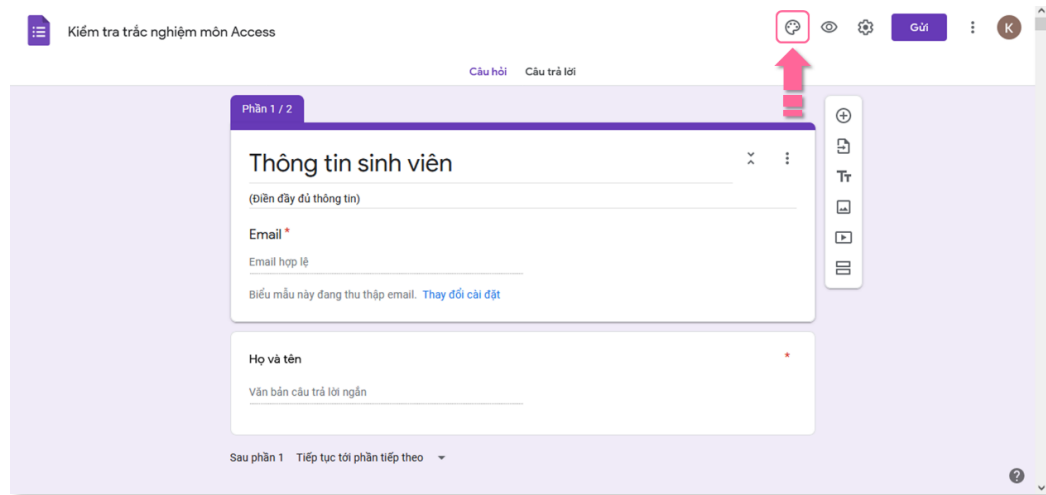 Kiểm tra trắc nghiệm môn Access
Gửi
K
Câu hỏi Câu trả lời
Phần 1 / 2
Thông tin sinh viên
(Điền đầy đủ thông tin)
Email *
Email hợp lệ
Biểu mẫu này đang thu thập email. Thay đổi cài đặt
Họ và tên *
Văn bản câu trả lời ngắn
Sau phần 1 Tiếp tục tới phần tiếp theo